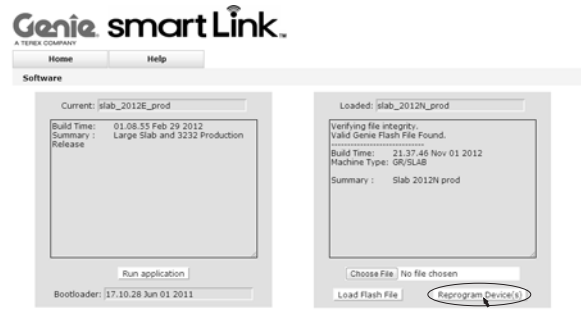 Genie. smartLink™
A TEREX COMPANY
Home Help
Software
Current: slab_2012E_prod
Build Time: 01.08.55 Feb 29 2012
Summary : Large Slab and 3232 Production
Release
Run application
Bootloader: 17.10.28 Jun 01 2011
Loaded: slab_2012N_prod
Verifying file integrity.
Valid Genie Flash File Found.
------------------------------
Build Time: 21.37.46 Nov 01 2012
Machine Type: GR/SLAB
Summary : Slab 2012N prod
Choose File No file chosen
Load Flash File Reprogram Device(s)